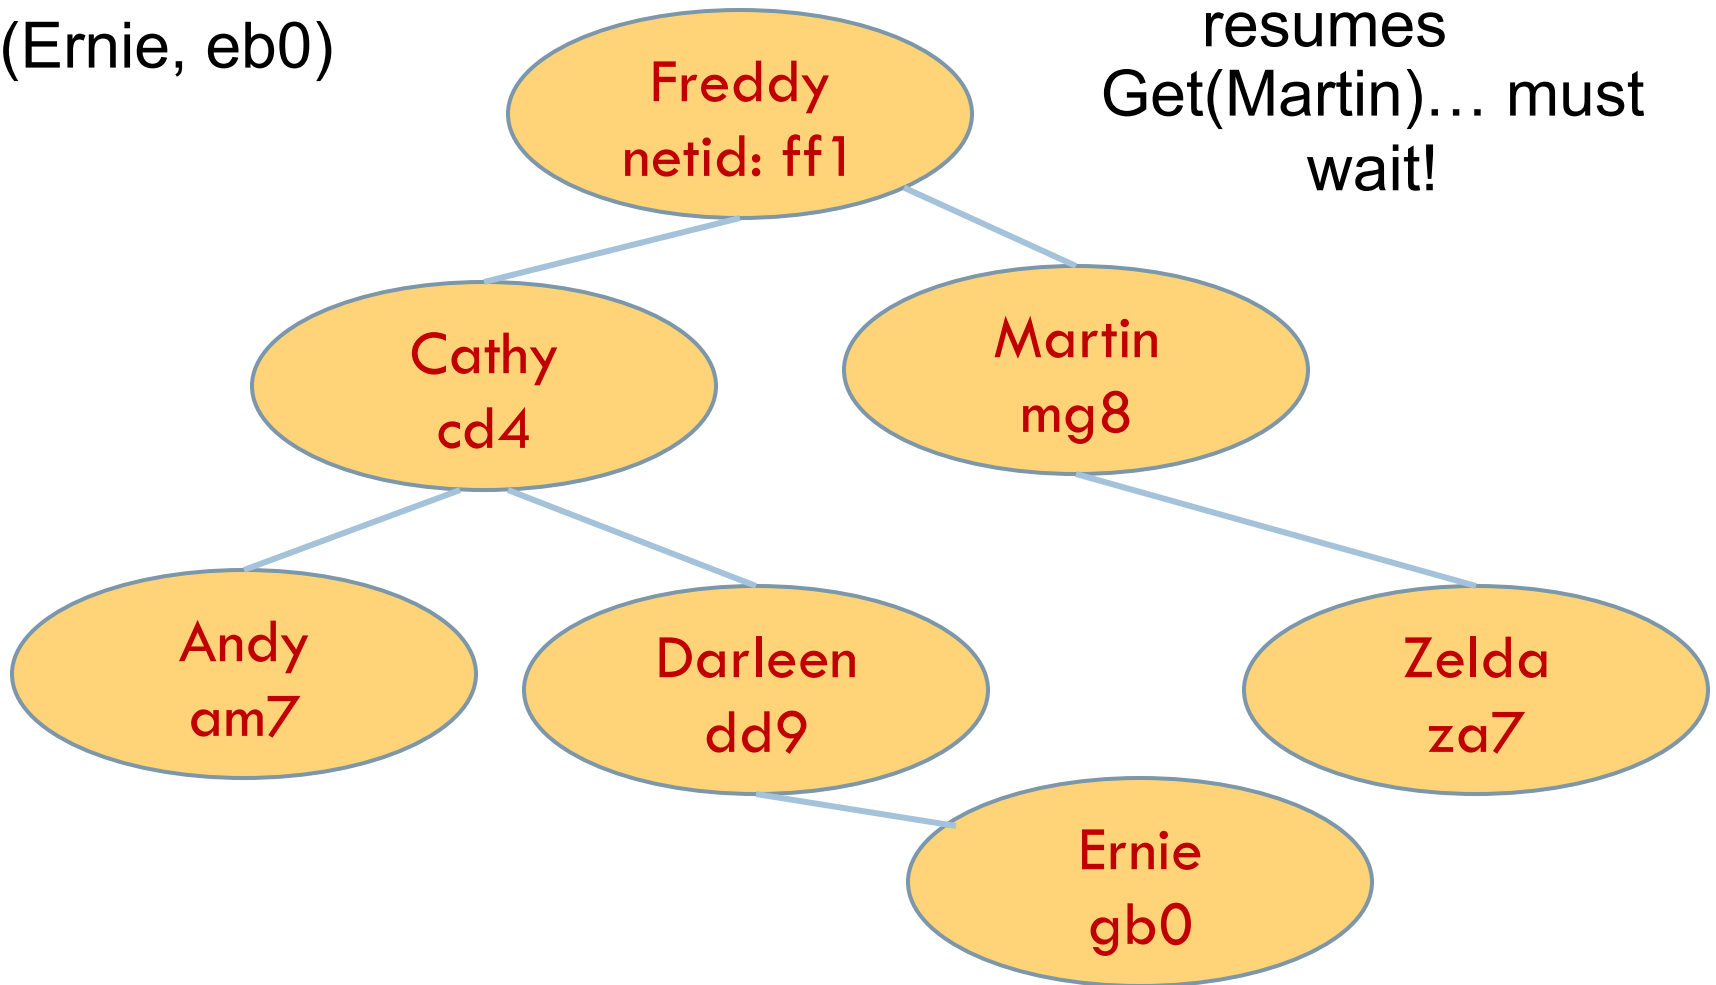 (Ernie, eb0)
resumes
Get(Martin)… must
wait!
Freddy
netid: ff1
Cathy
cd4
Martin
mg8
Andy
am7
Darleen
dd9
Zelda
za7
Ernie
gb0